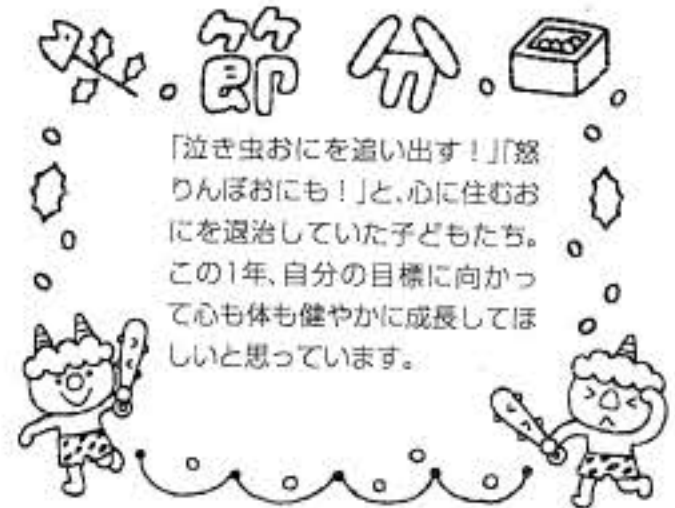 節分
「泣き虫おにを追い出す！」「怒
りんぼおにも！」と、心に住むお
にを退治していた子どもたち。
この1年、自分の目標に向かっ
て心も体も健やかに成長してほ
しいと思っています。